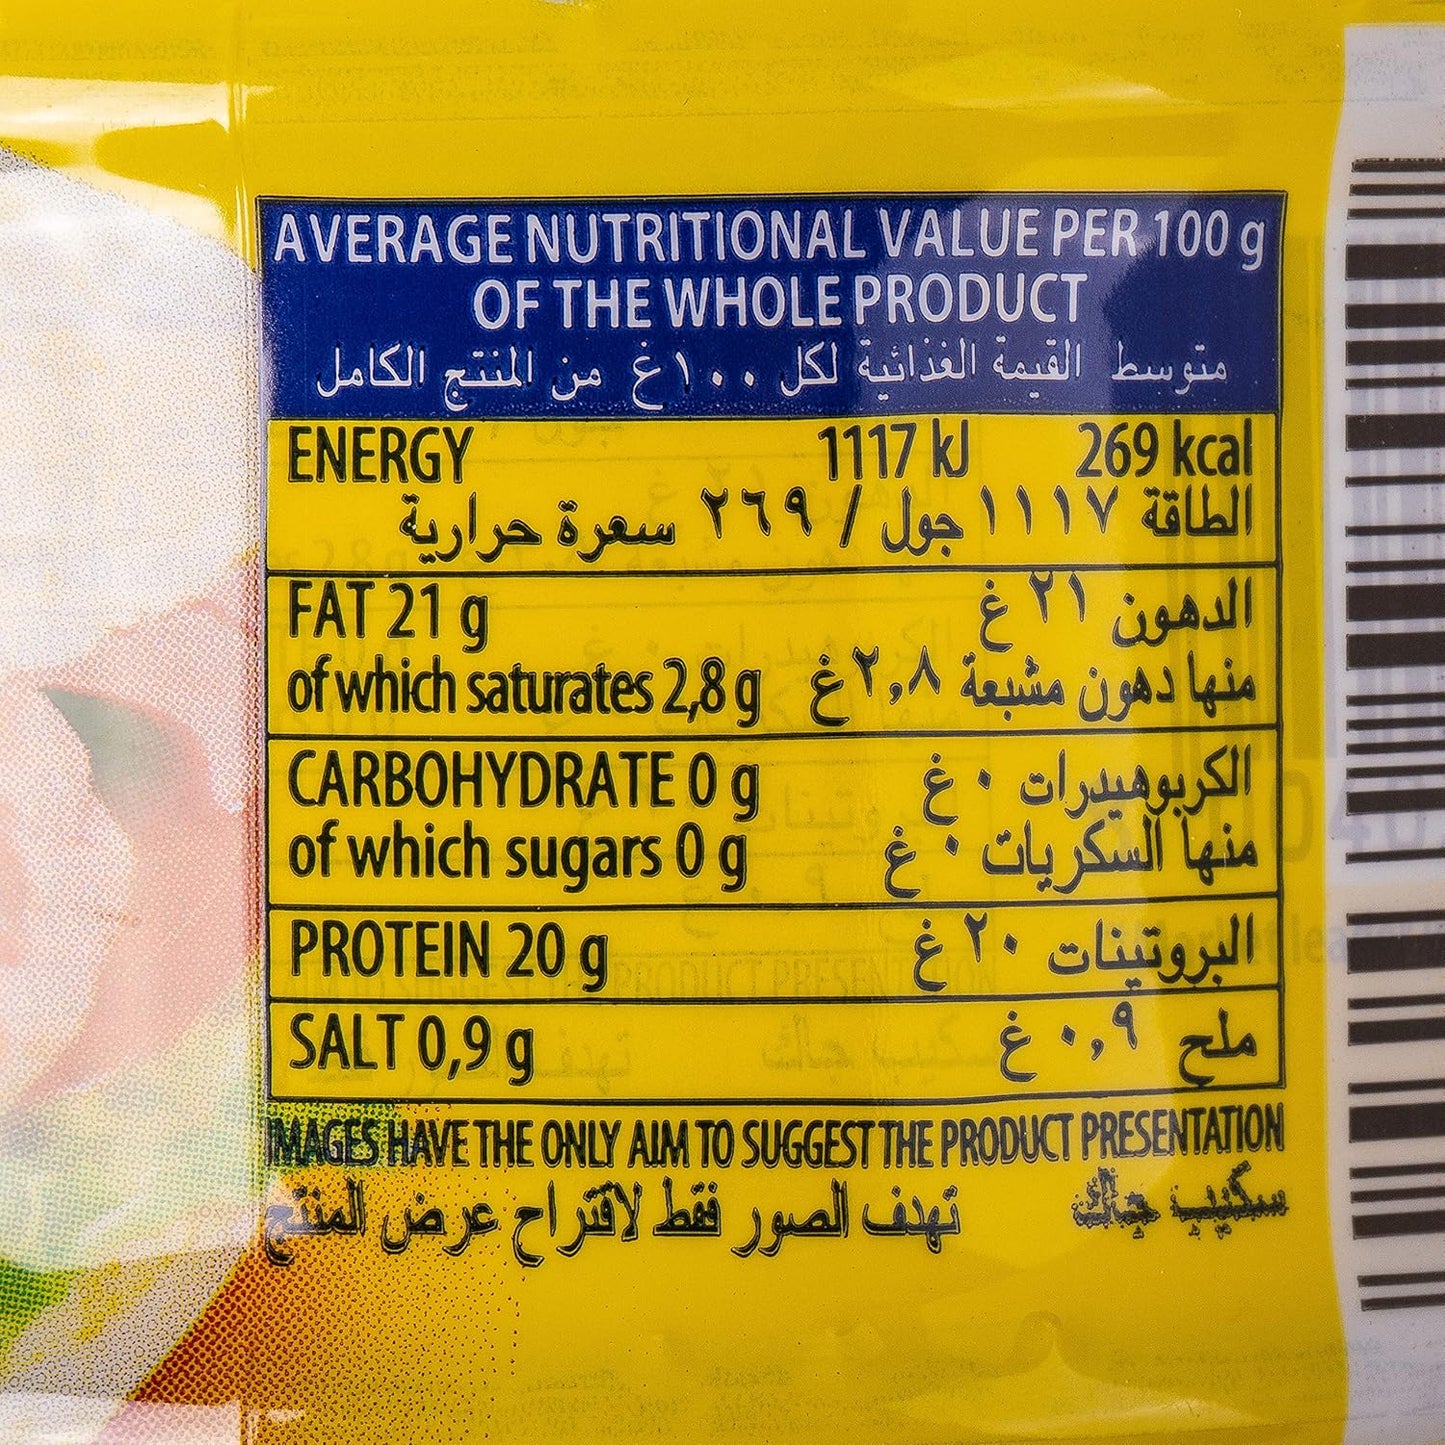 AVERAGE NUTRITIONAL VALUE PER 100 g
OF THE WHOLE PRODUCT
متوسط القيمة الغذائية لكل ١٠٠غ من المنتج الكامل
ENERGY 1117 kJ 269 kcal
الطاقة ١١١٧ جول / ٢٦٩ سعرة حرارية
FAT 21 g الدهون ٢١ غ
of which saturates 2,8 g منها دهون مشبعة ٢,٨غ
CARBOHYDRATE 0 g الكربوهيدرات ٠ غ
of which sugars 0 g منها السكريات ٠ غ
PROTEIN 20 g البروتينات ٢٠ غ
SALT 0,9 g ملح ٠,٩ غ
IMAGES HAVE THE ONLY AIM TO SUGGEST THE PRODUCT PRESENTATION
تهدف الصور فقط لاقتراح عرض المنتج